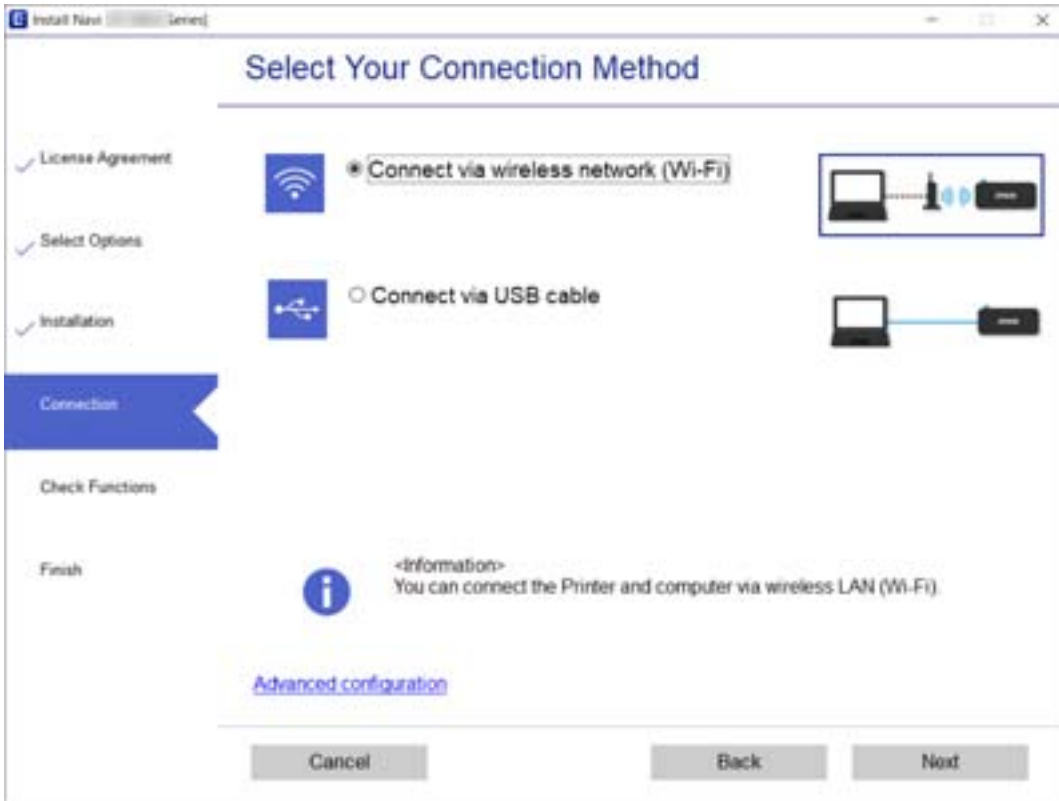 Install Navi
Series]
Select Your Connection Method
License Agreement
Select Options
Installation
Connection
Check Functions
Finish
Connect via wireless network (Wi-Fi)
Connect via USB cable
<Information>
You can connect the Printer and computer via wireless LAN (Wi-Fi).
Advanced configuration
Cancel
Back
Next